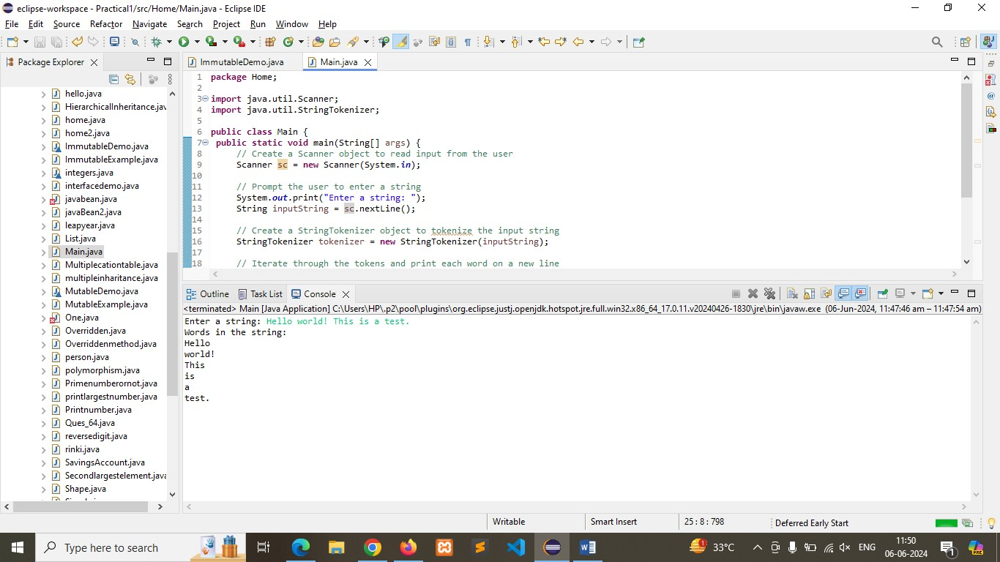 eclipse-workspace - Practical1/src/Home/Main.java - Eclipse IDE
File Edit Source Refactor Navigate Search Project Run Window Help
Package Explorer
hello.java
HierarchicalInheritance.jav
home.java
home2.java
ImmutableDemo.java
ImmutableExample.java
integers.java
interfacedemo.java
javabean.java
javaBean2.java
leapyear.java
List.java
Main.java
Multiplecationtable.java
multipleinharitance.java
MutableDemo.java
MutableExample.java
One.java
Overridden.java
Overriddenmethod.java
person.java
polymorphism.java
Primenumberornot.java
printlargestnumber.java
Printnumber.java
Ques_64.java
reversedigit.java
rinki.java
SavingsAccount.java
Secondlargestelement.java
Shape.java
ImmutableDemo.java Main.java
1 package Home;
2
3 import java.util.Scanner;
4 import java.util.StringTokenizer;
5
6 public class Main {
7 public static void main(String[] args) {
8 // Create a Scanner object to read input from the user
9 Scanner sc = new Scanner(System.in);
10
11 // Prompt the user to enter a string
12 System.out.print("Enter a string: ");
13 String inputString = sc.nextLine();
14
15 // Create a StringTokenizer object to tokenize the input string
16 StringTokenizer tokenizer = new StringTokenizer(inputString);
17
18 // Iterate through the tokens and print each word on a new line
Outline Task List Console
<terminated> Main [Java Application] C:\Users\HP\.p2\pool\plugins\org.eclipse.justj.openjdk.hotspot.jre.full.win32.x86_64_17.0.11.v20240426-1830\jre\bin\javaw.exe (06-Jun-2024, 11:47:46 am – 11:47:54 am)
Enter a string: Hello world! This is a test.
Words in the string:
Hello
world!
This
is
a
test.
Writable Smart Insert 25 : 8 : 798 Deferred Early Start
Type here to search
1 33°C ENG 11:50 06-06-2024 1 PRE